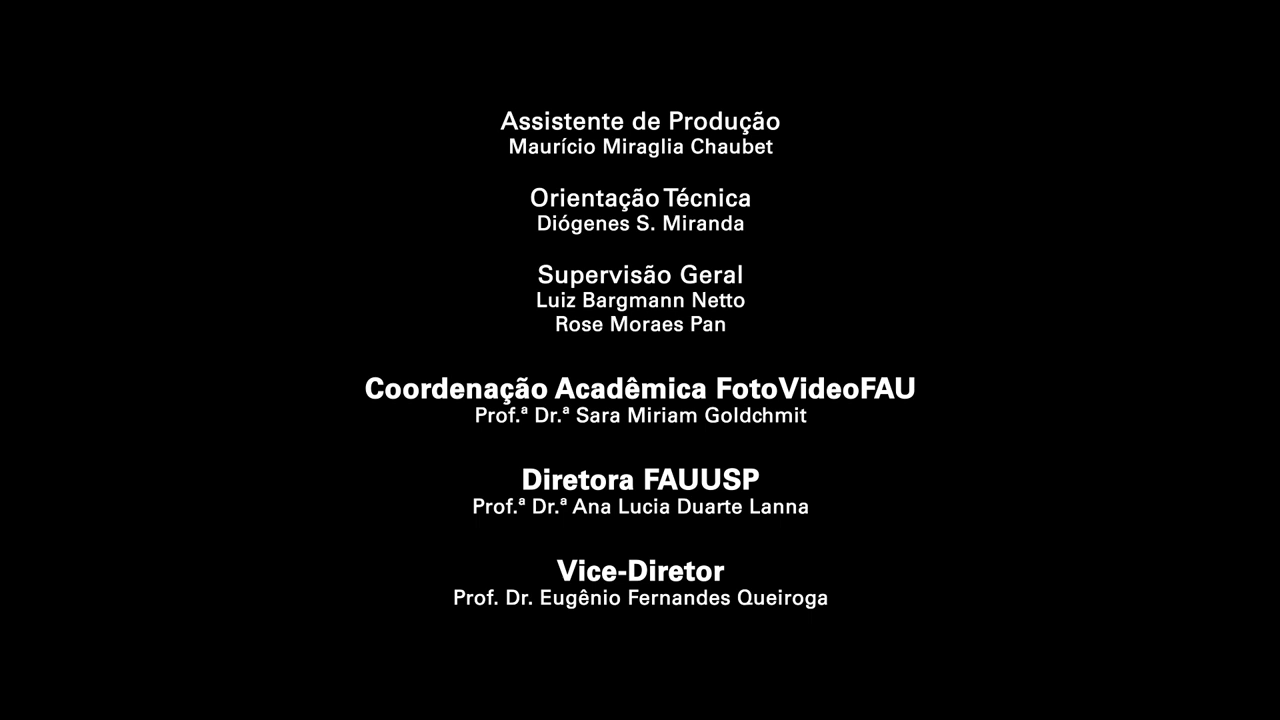 Assistente de Produção
Maurício Miraglia Chaubet
Orientação Técnica
Diógenes S. Miranda
Supervisão Geral
Luiz Bargmann Netto
Rose Moraes Pan
Coordenação Acadêmica FotoVideoFAU
Prof.ª Dr.ª Sara Miriam Goldchmit
Diretora FAUUSP
Prof.ª Dr.ª Ana Lucia Duarte Lanna
Vice-Diretor
Prof. Dr. Eugênio Fernandes Queiroga